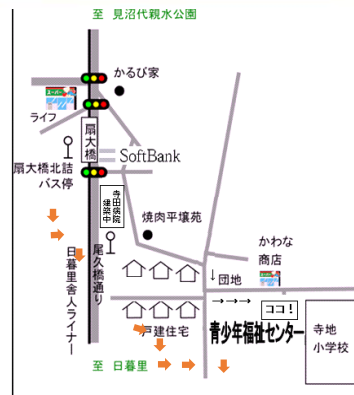 至 見沼代親水公園
かるび家
スーパー
ライフ
扇大橋
SoftBank
扇大橋北詰
バス停
寺田病院
建築中
焼肉平壌苑
かわな
商店
尾久橋通り
日暮里舎人ライナー
↓団地
→→→
ココ!
戸建住宅
青少年福祉センター
寺地
小学校
至 日暮里